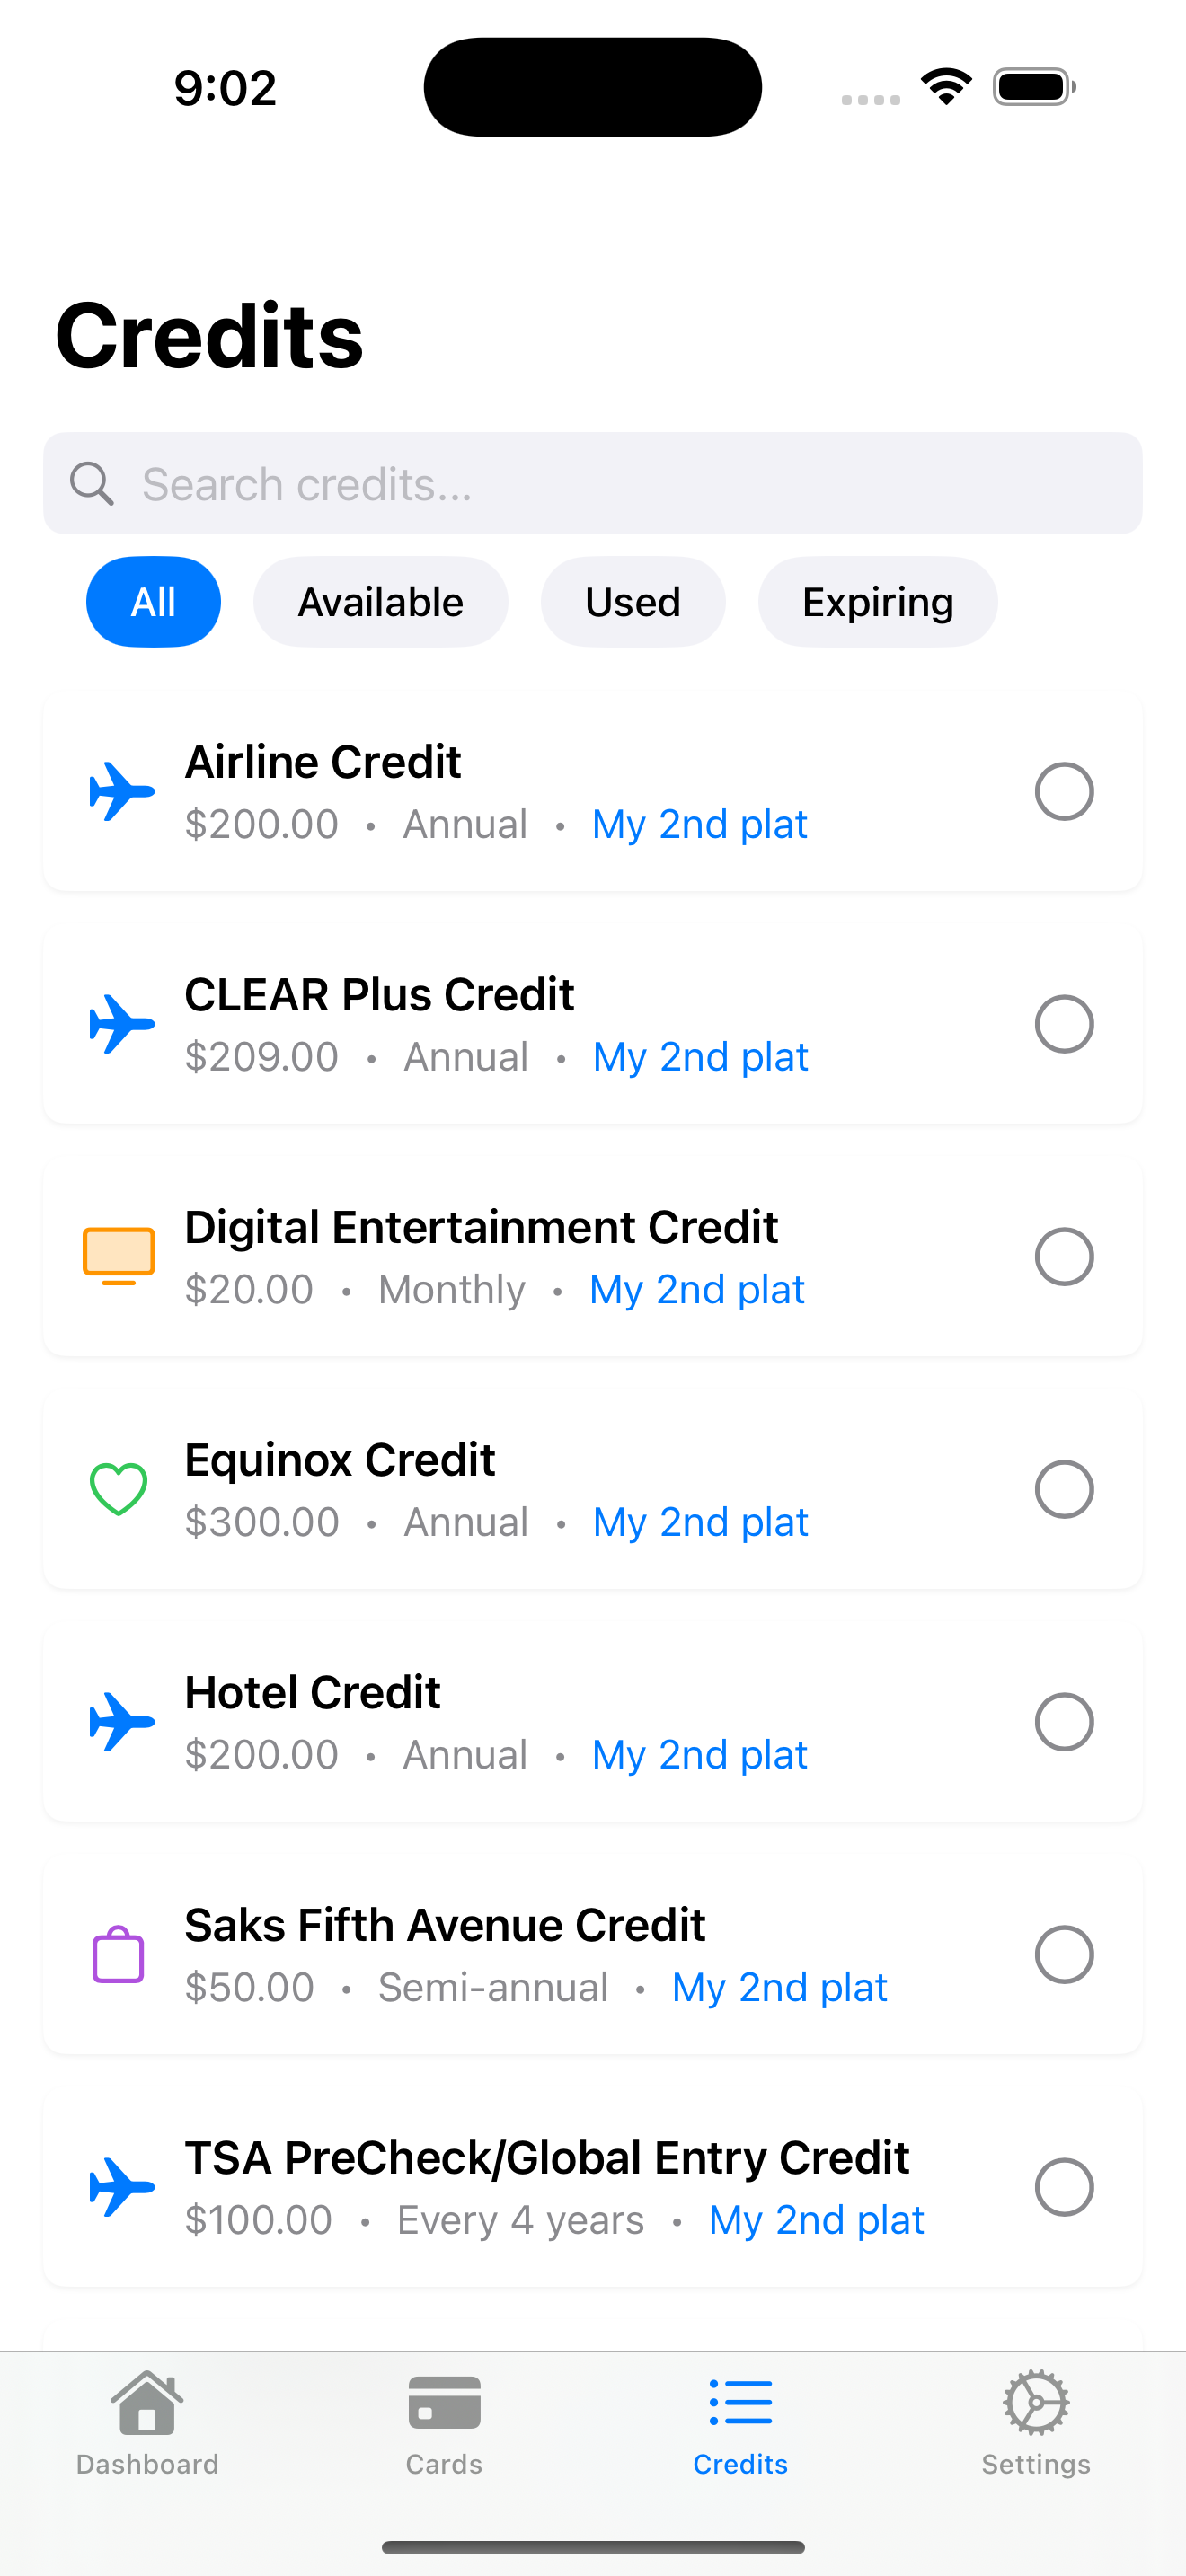 9:02
Credits
Search credits...
All Available Used Expiring
Airline Credit
$200.00 • Annual • My 2nd plat
CLEAR Plus Credit
$209.00 • Annual • My 2nd plat
Digital Entertainment Credit
$20.00 • Monthly • My 2nd plat
Equinox Credit
$300.00 • Annual • My 2nd plat
Hotel Credit
$200.00 • Annual • My 2nd plat
Saks Fifth Avenue Credit
$50.00 • Semi-annual • My 2nd plat
TSA PreCheck/Global Entry Credit
$100.00 • Every 4 years • My 2nd plat
Dashboard Cards Credits Settings